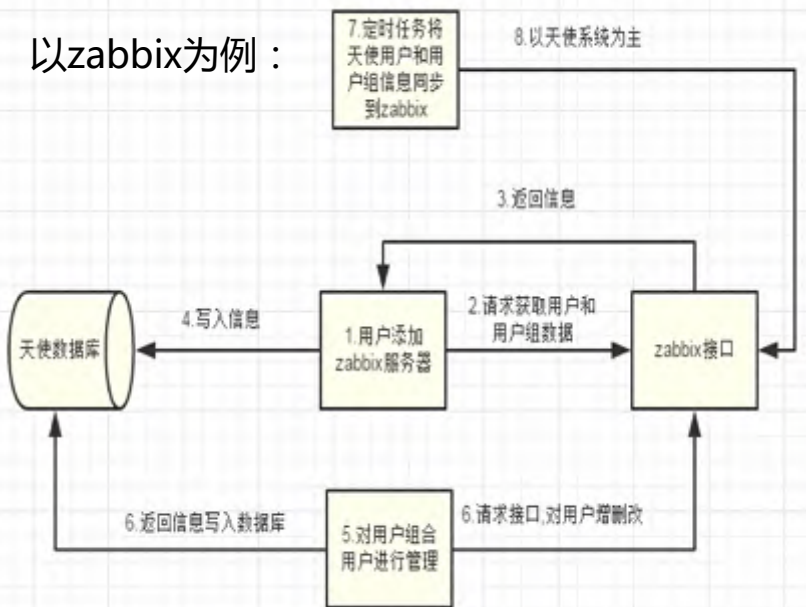 以zabbix为例：
7.定时任务将
天使用户和用
户组信息同步
到zabbix
8.以天使系统为主
3.返回信息
天使数据库
4.写入信息
1.用户添加
zabbix服务器
2.请求获取用户和
用户组数据
zabbix接口
6.返回信息写入数据库
5.对用户组合
用户进行管理
6.请求接口,对用户增删改